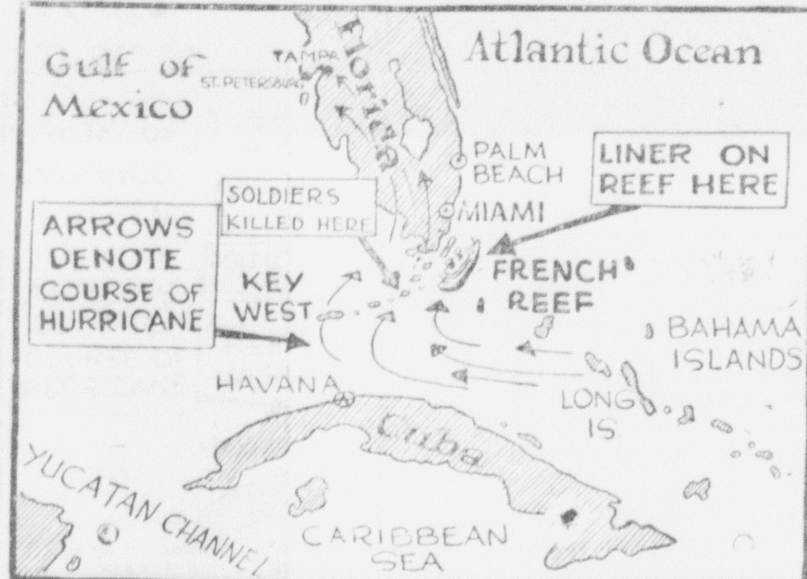 Gulf of
Mexico
TAMPA
ST. PETERSBURG
Florida
Atlantic Ocean
PALM
BEACH
MIAMI
LINER ON
REEF HERE
SOLDIERS
KILLED HERE
ARROWS
DENOTE
COURSE OF
HURRICANE
KEY
WEST
FRENCH
REEF
BAHAMA
ISLANDS
HAVANA
LONG
IS
Cuba
YUCATAN CHANNEL
CARIBBEAN
SEA